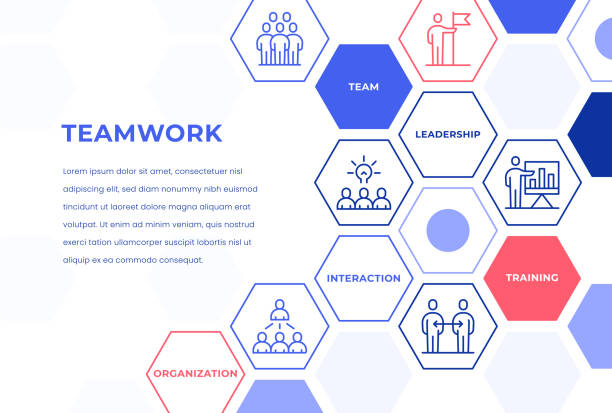 TEAMWORK
Lorem ipsum dolor sit amet, consectetuer nisl
adipiscing elit, sed diam nonummy nibh euismod
tincidunt ut laoreet dolore magna aliquam erat
volutpat. Ut enim ad minim veniam, quis nostrud
exerci tation ullamcorper suscipit lobortis nisl ut
aliquip ex ea commodo consequat.
TEAM
LEADERSHIP
INTERACTION
TRAINING
ORGANIZATION